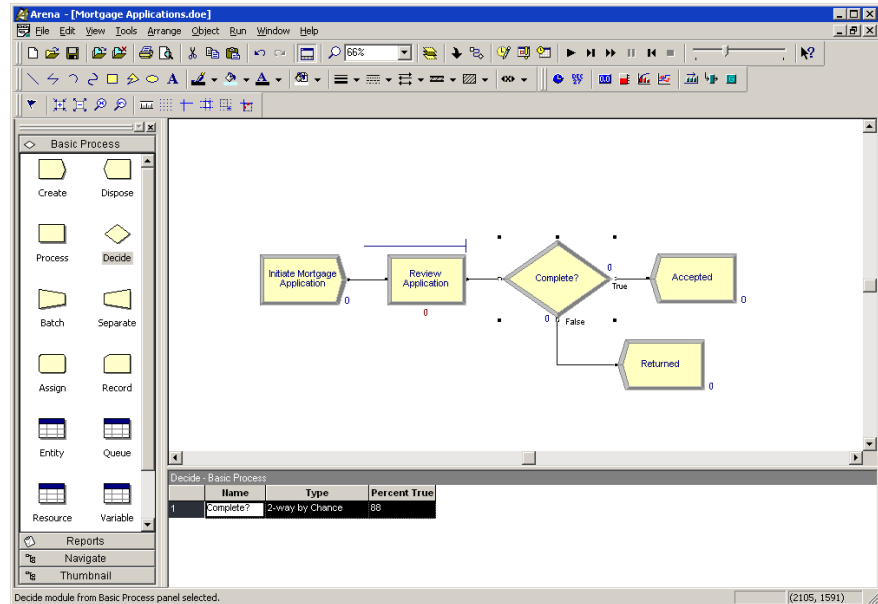 Arena - [Mortgage Applications.doe]
File Edit View Tools Arrange Object Run Window Help
66%
A A
Basic Process
Create Dispose
Process Decide
Batch Separate
Assign Record
Entity Queue
Resource Variable
Reports
Navigate
Thumbnail
Initiate Mortgage
Application
0
Review
Application
0
Complete?
0
True
0
False
Accepted
0
Returned
0
Decide - Basic Process
Name Type Percent True
1 Complete? 2-way by Chance 88
Decide module from Basic Process panel selected.
(2105, 1591)